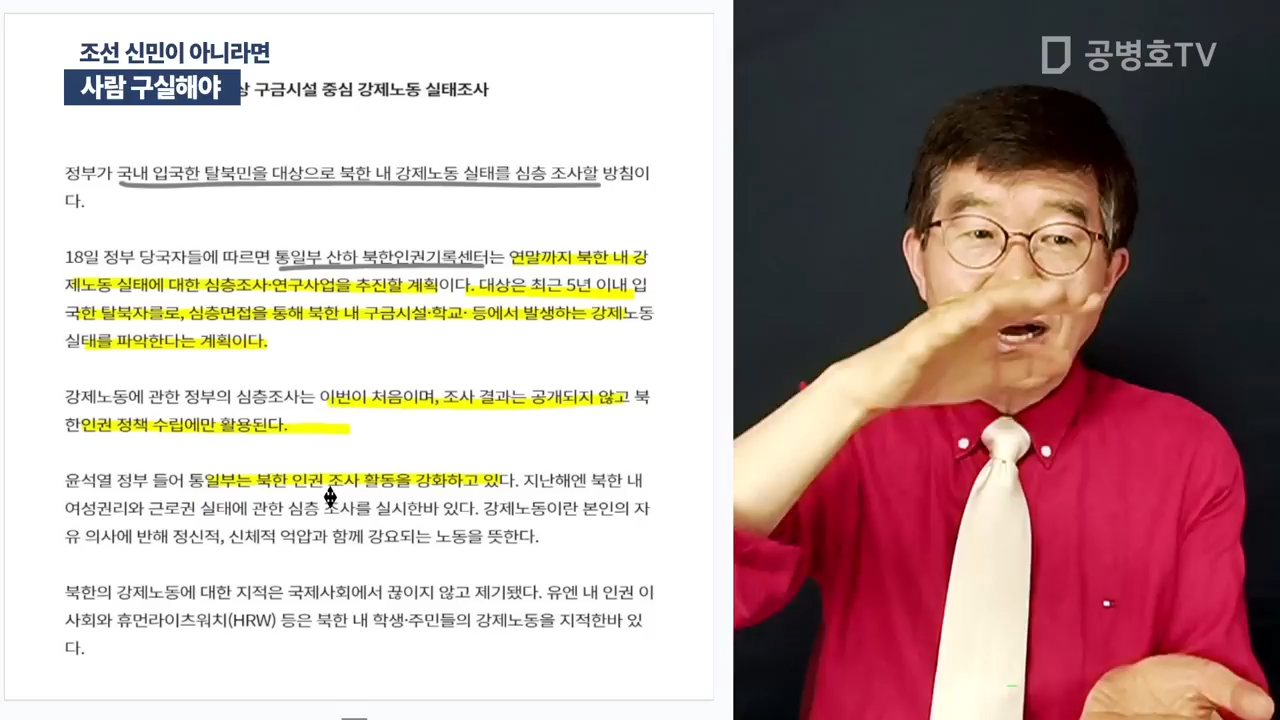 조선 신민이 아니라면
사람 구실해야
공병호TV
상 구금시설 중심 강제노동 실태조사
정부가 국내 입국한 탈북민을 대상으로 북한 내 강제노동 실태를 심층 조사할 방침이
다.
18일 정부 당국자들에 따르면 통일부 산하 북한인권기록센터는 연말까지 북한 내 강
제노동 실태에 대한 심층조사·연구사업을 추진할 계획이다. 대상은 최근 5년 이내 입
국한 탈북자를로, 심층면접을 통해 북한 내 구금시설·학교· 등에서 발생하는 강제노동
실태를 파악한다는 계획이다.
강제노동에 관한 정부의 심층조사는 이번이 처음이며, 조사 결과는 공개되지 않고 북
한인권 정책 수립에만 활용된다.
윤석열 정부 들어 통일부는 북한 인권 조사 활동을 강화하고 있다. 지난해엔 북한 내
여성권리와 근로권 실태에 관한 심층 조사를 실시한바 있다. 강제노동이란 본인의 자
유 의사에 반해 정신적, 신체적 억압과 함께 강요되는 노동을 뜻한다.
북한의 강제노동에 대한 지적은 국제사회에서 끊이지 않고 제기됐다. 유엔 내 인권 이
사회와 휴먼라이츠워치(HRW) 등은 북한 내 학생·주민들의 강제노동을 지적한바 있
다.